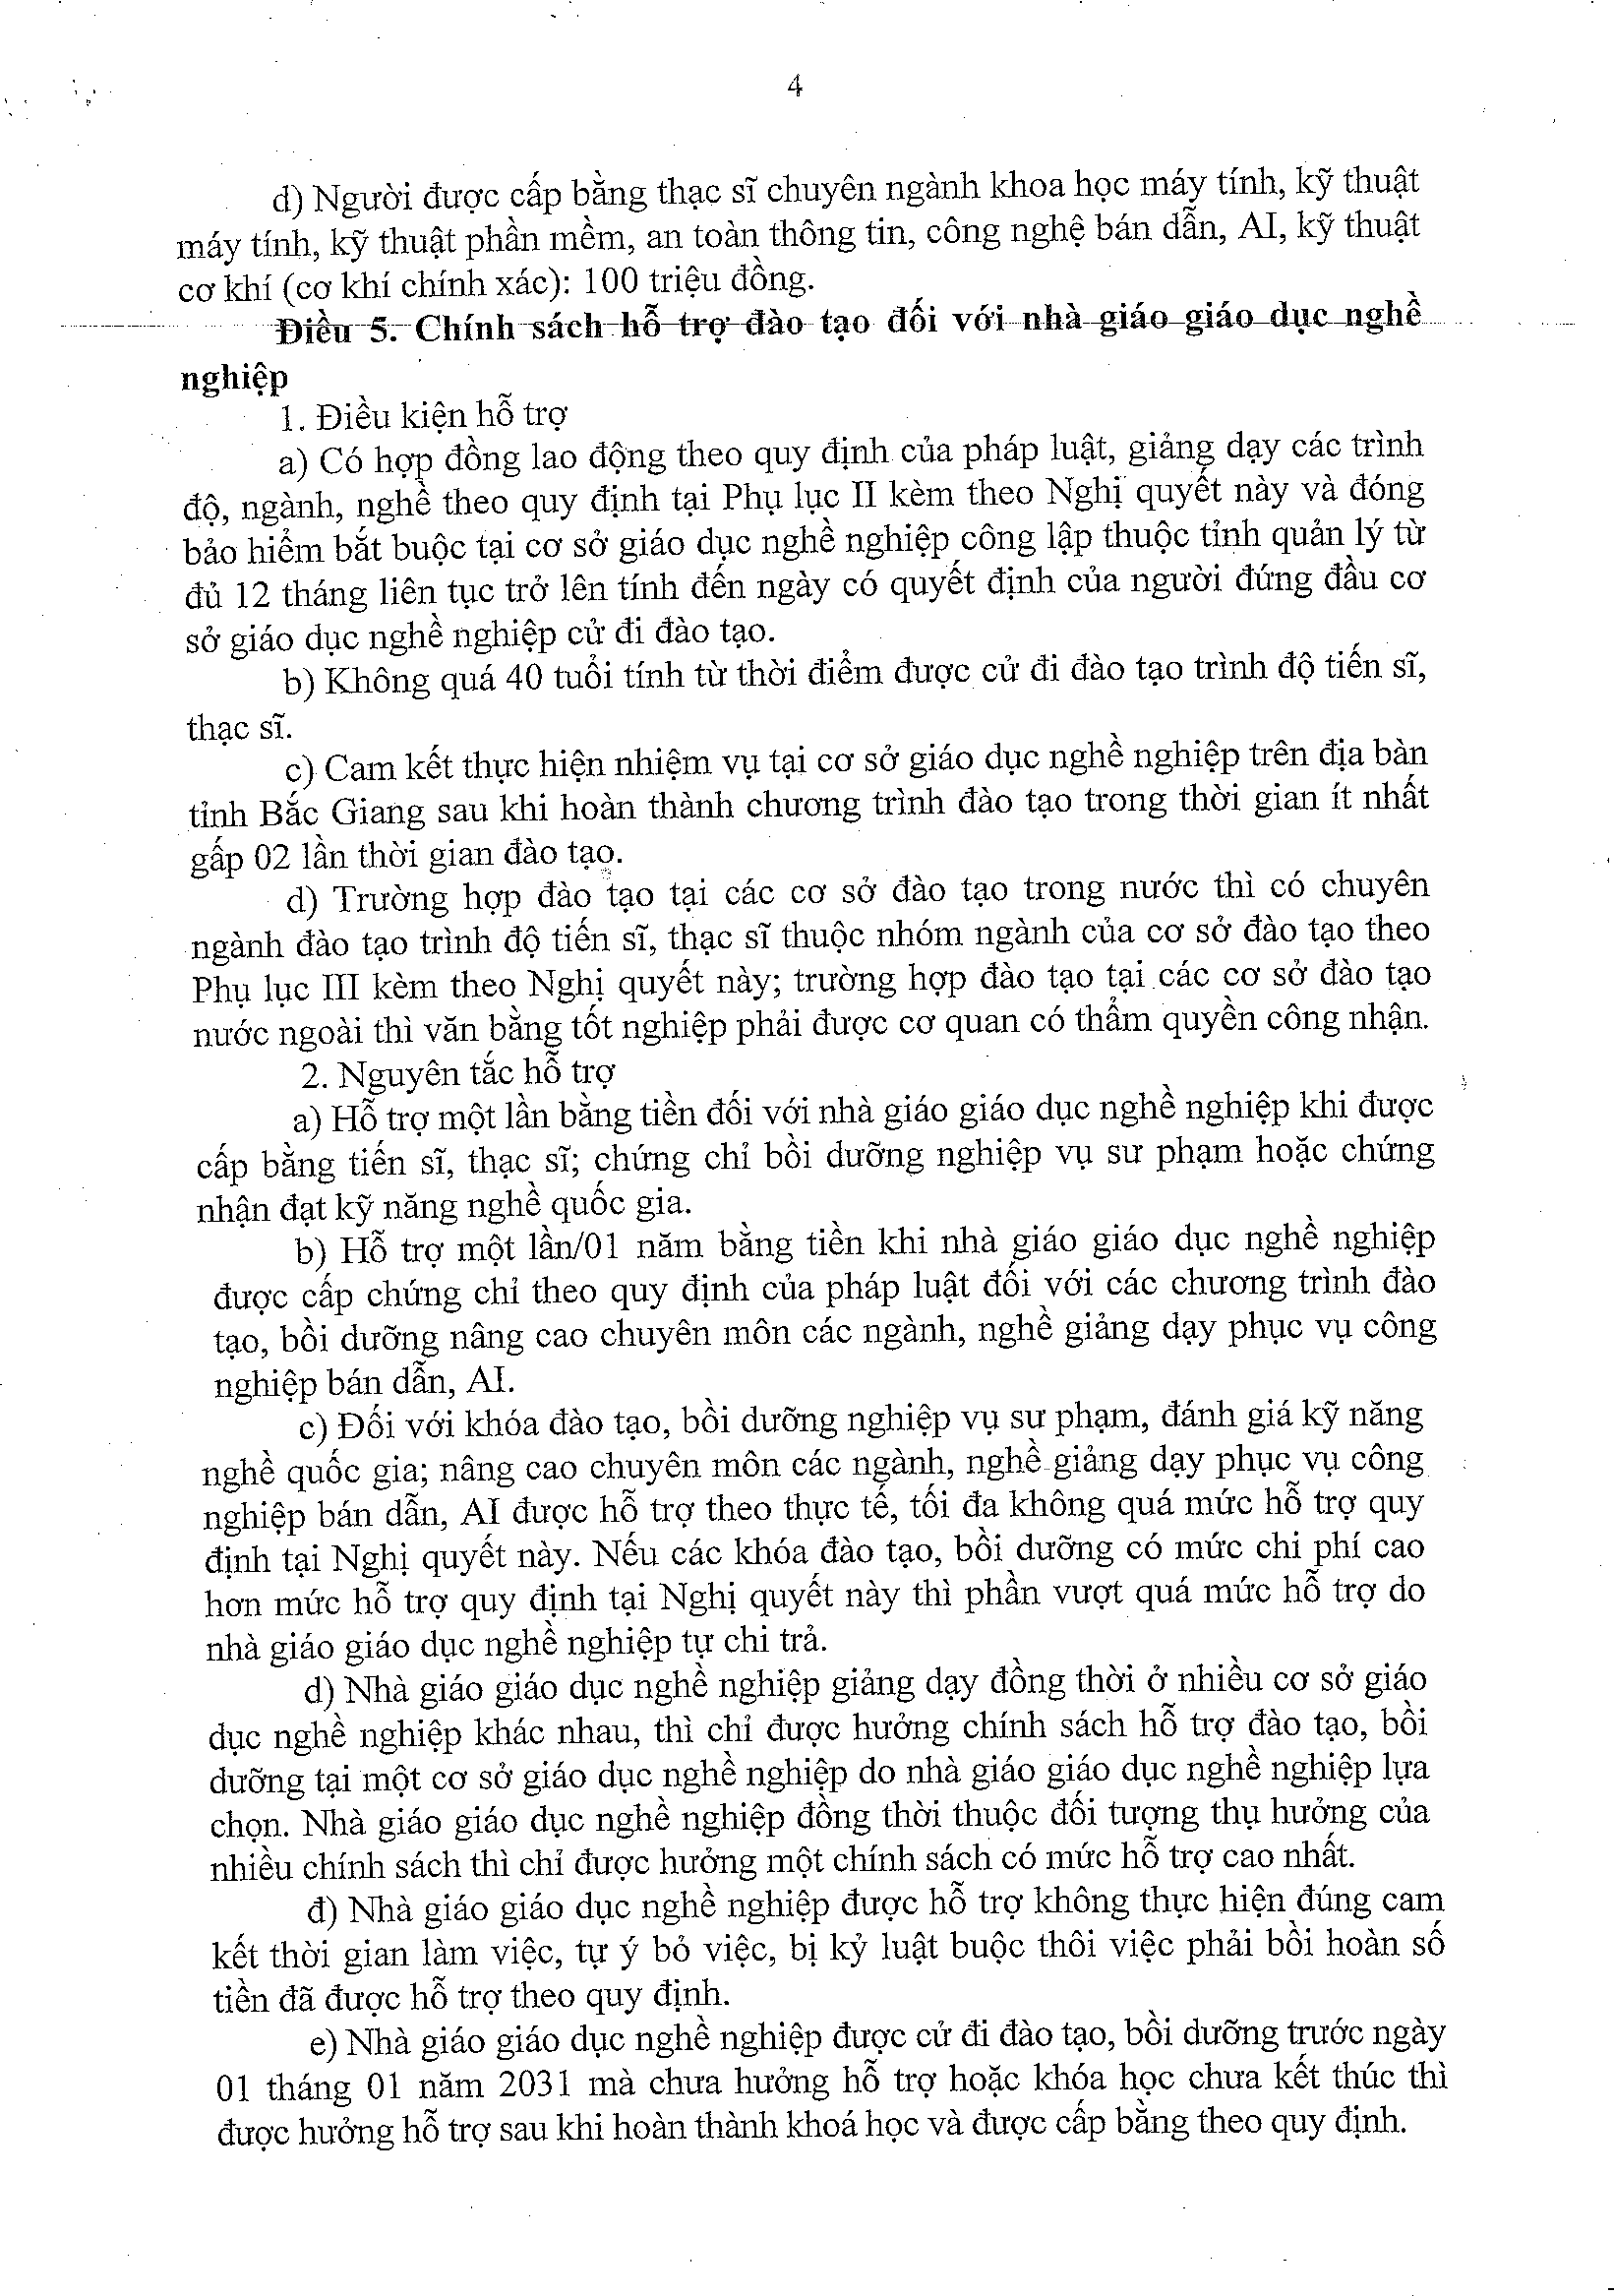 4
d) Người được cấp bằng thạc sĩ chuyên ngành khoa học máy tính, kỹ thuật
máy tính, kỹ thuật phần mềm, an toàn thông tin, công nghệ bán dẫn, AI, kỹ thuật
cơ khí (cơ khí chính xác): 100 triệu đồng.
Điều 5. Chính sách hỗ trợ đào tạo đối với nhà giáo giáo dục nghề
nghiệp
1. Điều kiện hỗ trợ
a) Có hợp đồng lao động theo quy định của pháp luật, giảng dạy các trình
độ, ngành, nghề theo quy định tại Phụ lục II kèm theo Nghị quyết này và đóng
bảo hiểm bắt buộc tại cơ sở giáo dục nghề nghiệp công lập thuộc tỉnh quản lý từ
đủ 12 tháng liên tục trở lên tính đến ngày có quyết định của người đứng đầu cơ
sở giáo dục nghề nghiệp cử đi đào tạo.
b) Không quá 40 tuổi tính từ thời điểm được cử đi đào tạo trình độ tiến sĩ,
thạc sĩ.
c) Cam kết thực hiện nhiệm vụ tại cơ sở giáo dục nghề nghiệp trên địa bàn
tỉnh Bắc Giang sau khi hoàn thành chương trình đào tạo trong thời gian ít nhất
gấp 02 lần thời gian đào tạo.
d) Trường hợp đào tạo tại các cơ sở đào tạo trong nước thì có chuyên
ngành đào tạo trình độ tiến sĩ, thạc sĩ thuộc nhóm ngành của cơ sở đào tạo theo
Phụ lục III kèm theo Nghị quyết này; trường hợp đào tạo tại các cơ sở đào tạo
nước ngoài thì văn bằng tốt nghiệp phải được cơ quan có thẩm quyền công nhận.
2. Nguyên tắc hỗ trợ
a) Hỗ trợ một lần bằng tiền đối với nhà giáo giáo dục nghề nghiệp khi được
cấp bằng tiến sĩ, thạc sĩ; chứng chỉ bồi dưỡng nghiệp vụ sư phạm hoặc chứng
nhận đạt kỹ năng nghề quốc gia.
b) Hỗ trợ một lần/01 năm bằng tiền khi nhà giáo giáo dục nghề nghiệp
được cấp chứng chỉ theo quy định của pháp luật đối với các chương trình đào
tạo, bồi dưỡng nâng cao chuyên môn các ngành, nghề giảng dạy phục vụ công
nghiệp bán dẫn, AI.
c) Đối với khóa đào tạo, bồi dưỡng nghiệp vụ sư phạm, đánh giá kỹ năng
nghề quốc gia; nâng cao chuyên môn các ngành, nghề giảng dạy phục vụ công
nghiệp bán dẫn, AI được hỗ trợ theo thực tế, tối đa không quá mức hỗ trợ quy
định tại Nghị quyết này. Nếu các khóa đào tạo, bồi dưỡng có mức chi phí cao
hơn mức hỗ trợ quy định tại Nghị quyết này thì phần vượt quá mức hỗ trợ do
nhà giáo giáo dục nghề nghiệp tự chi trả.
d) Nhà giáo giáo dục nghề nghiệp giảng dạy đồng thời ở nhiều cơ sở giáo
dục nghề nghiệp khác nhau, thì chỉ được hưởng chính sách hỗ trợ đào tạo, bồi
dưỡng tại một cơ sở giáo dục nghề nghiệp do nhà giáo giáo dục nghề nghiệp lựa
chọn. Nhà giáo giáo dục nghề nghiệp đồng thời thuộc đối tượng thụ hưởng của
nhiều chính sách thì chỉ được hưởng một chính sách có mức hỗ trợ cao nhất.
đ) Nhà giáo giáo dục nghề nghiệp được hỗ trợ không thực hiện đúng cam
kết thời gian làm việc, tự ý bỏ việc, bị kỷ luật buộc thôi việc phải bồi hoàn số
tiền đã được hỗ trợ theo quy định.
e) Nhà giáo giáo dục nghề nghiệp được cử đi đào tạo, bồi dưỡng trước ngày
01 tháng 01 năm 2031 mà chưa hưởng hỗ trợ hoặc khóa học chưa kết thúc thì
được hưởng hỗ trợ sau khi hoàn thành khoá học và được cấp bằng theo quy định.